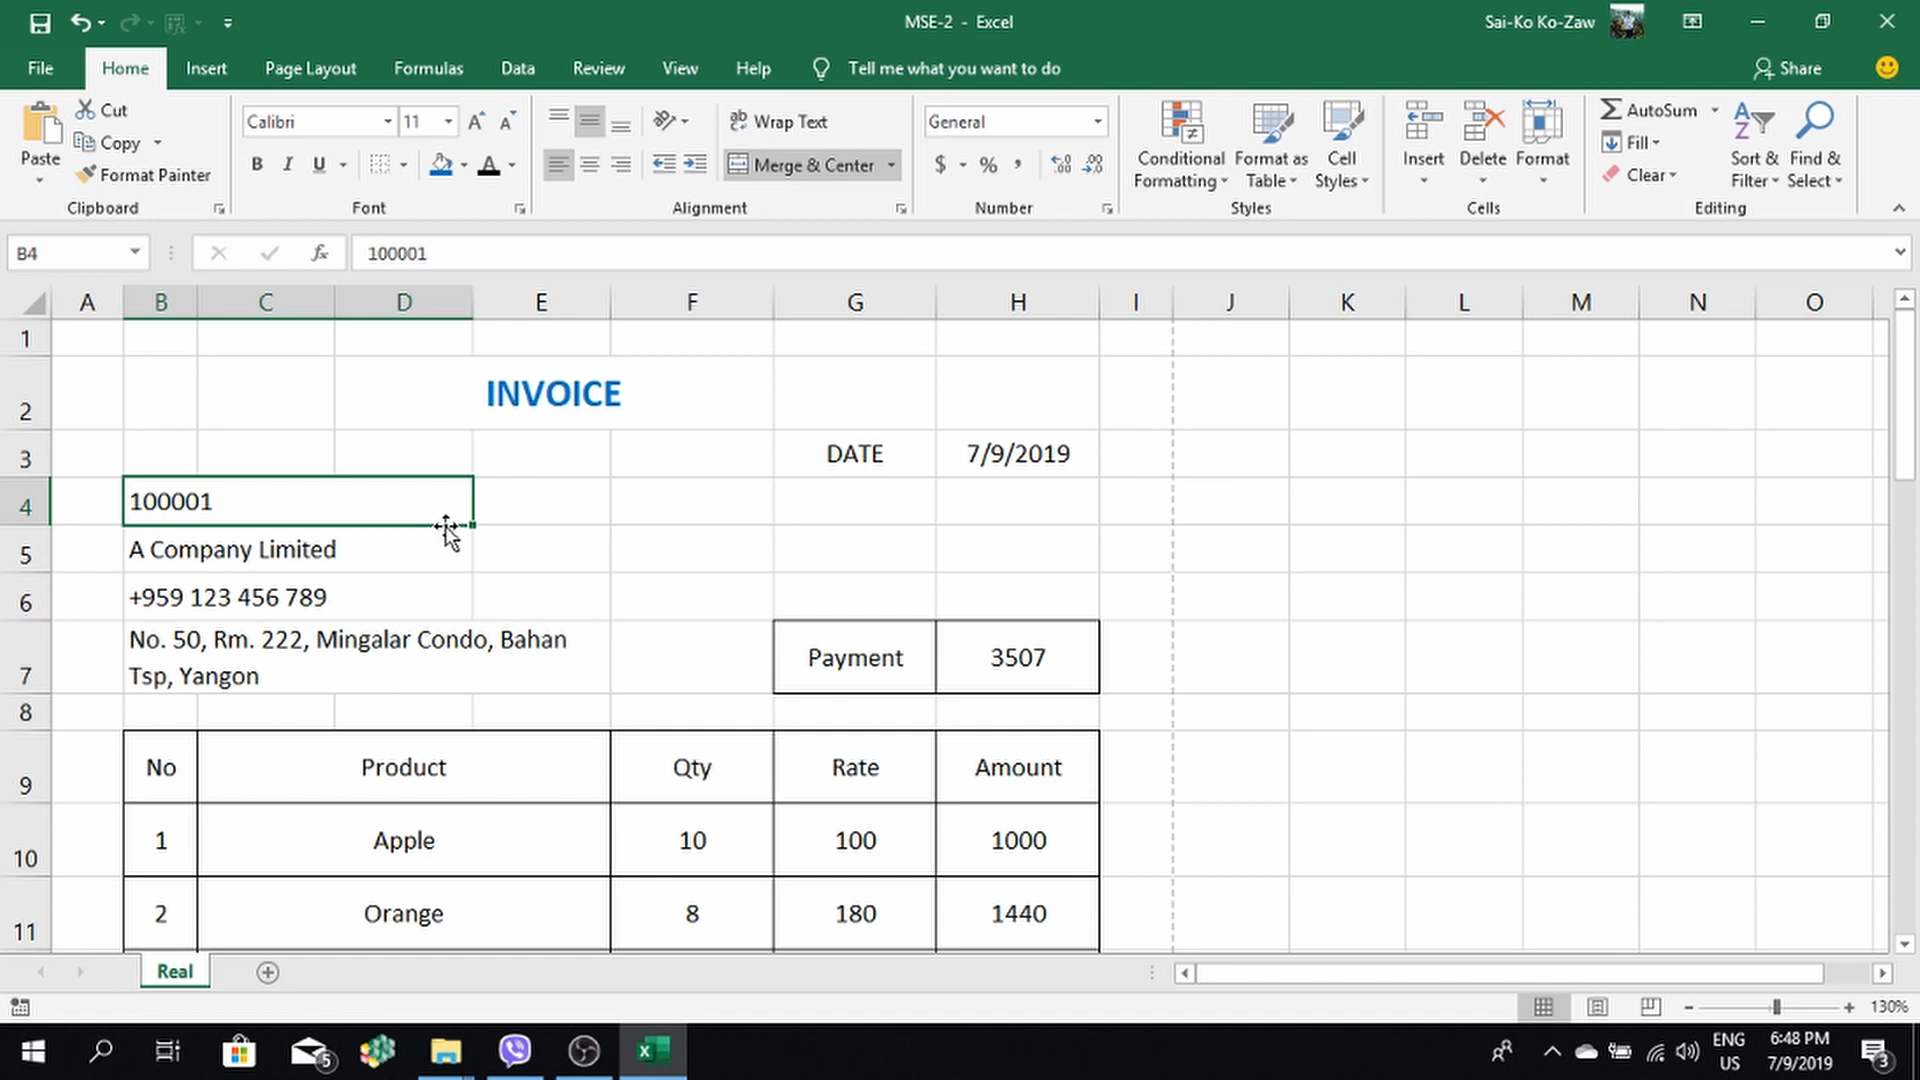 MSE-2 - Excel
Sai-Ko Ko-Zaw
File Home Insert Page Layout Formulas Data Review View Help Tell me what you want to do Share
Paste
Cut
Copy
Format Painter
Clipboard
Calibri 11
B I U A
Font
Wrap Text
Merge & Center
Alignment
General
$ % ,
Number
Conditional Formatting
Format as Table
Cell Styles
Styles
Insert Delete Format
Cells
AutoSum
Fill
Clear
Sort & Filter
Find & Select
Editing
B4 fx 100001
A B C D E F G H I J K L M N O
1
2 INVOICE
3 DATE 7/9/2019
4 100001
5 A Company Limited
6 +959 123 456 789
No. 50, Rm. 222, Mingalar Condo, Bahan
7 Tsp, Yangon Payment 3507
8
9 No Product Qty Rate Amount
10 1 Apple 10 100 1000
11 2 Orange 8 180 1440
Real
130%
5
ENG
US
6:48 PM
7/9/2019
3